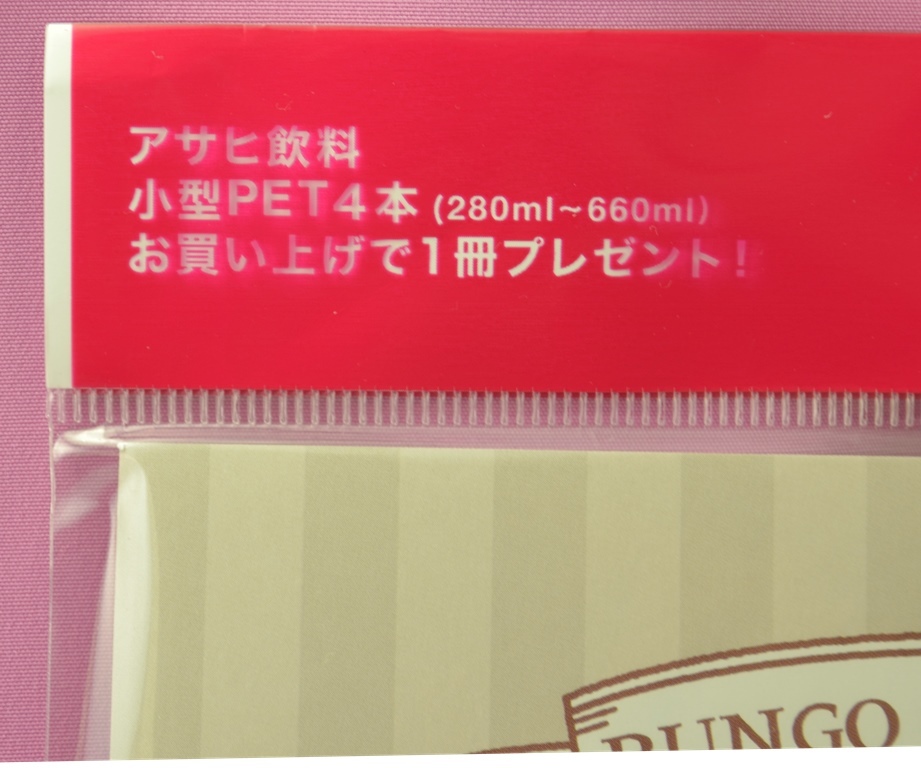 アサヒ飲料
小型PET4本 (280ml~660ml)
お買い上げで1冊プレゼント!
BUNGO